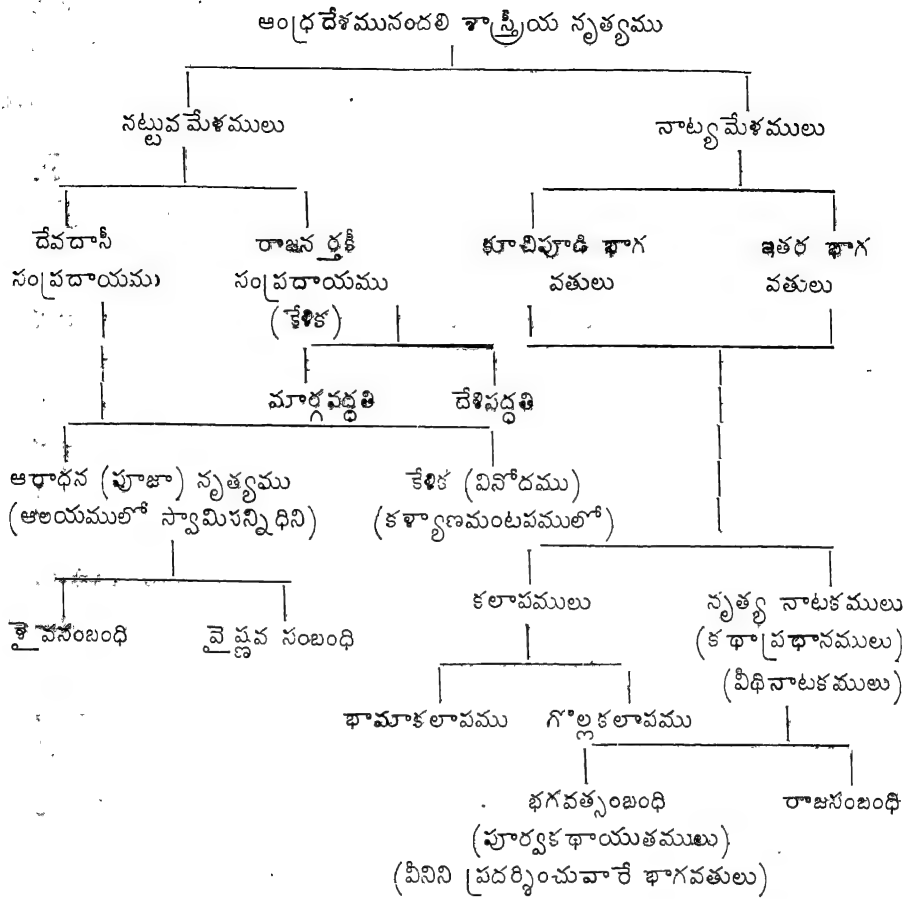 ఆంధ్రదేశమునందలి శాస్త్రీయ నృత్యము
నట్టువమేళములు నాట్యమేళములు
దేవదాసీ రాజనర్తకీ కూచిపూడి భాగ ఇతర భాగ
సంప్రదాయము సంప్రదాయము వతులు వతులు
(కేళిక)
మార్గపద్ధతి దేశిపద్ధతి
ఆరాధన (పూజా) నృత్యము కేళిక (వినోదము)
(ఆలయములో స్వామిసన్నిధిని) (కళ్యాణమంటపములో)
కలాపములు నృత్య నాటకములు
శైవసంబంధి వైష్ణవ సంబంధి (కథాప్రధానములు)
(వీథినాటకములు)
భామాకలాపము గొల్లకలాపము
భగవత్సంబంధి రాజసంబంధి
(పూర్వకథాయుతములు)
(వీనిని ప్రదర్శించువారే భాగవతులు)